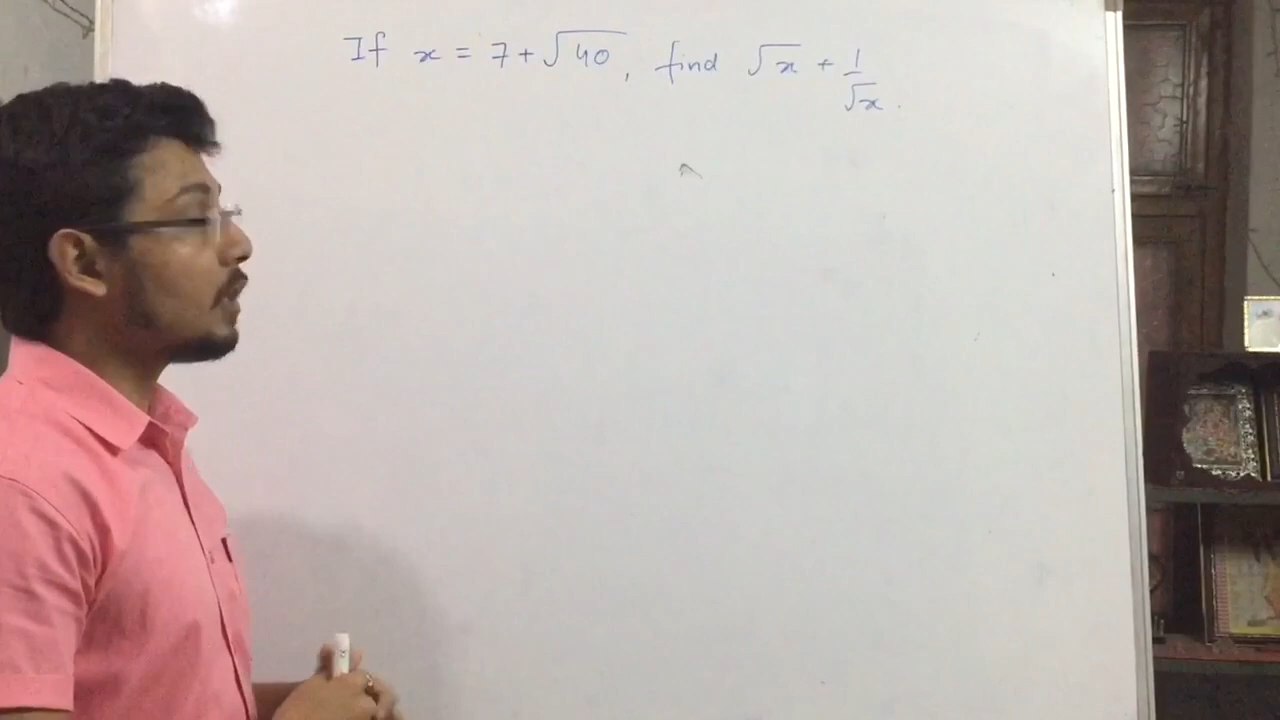 If x = 7 + √40, find √x + 1/√x.